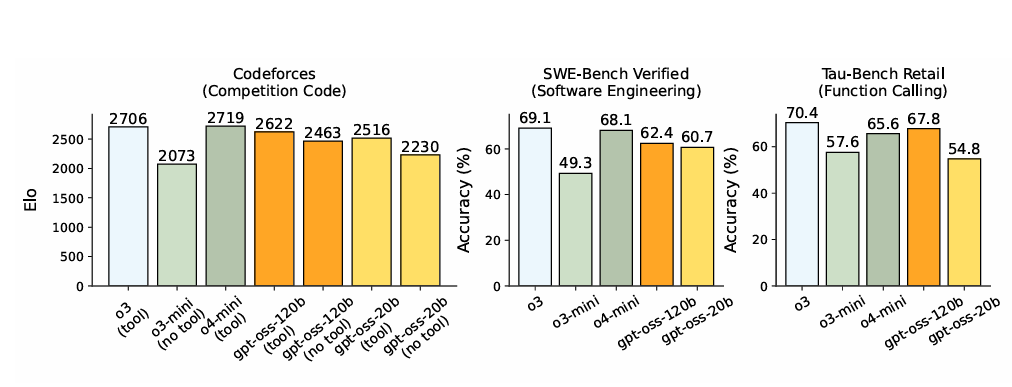 Codeforces
(Competition Code)
Elo
2500
2000
1500
1000
500
0
2706
2073
2719
2622
2463
2516
2230
o3
(tool)
o3-mini
(no tool)
o4-mini
(tool)
gpt-oss-120b
(tool)
gpt-oss-120b
(no tool)
gpt-oss-20b
(tool)
gpt-oss-20b
(no tool)
SWE-Bench Verified
(Software Engineering)
Accuracy (%)
60
40
20
0
69.1
49.3
68.1
62.4
60.7
o3
o3-mini
o4-mini
gpt-oss-120b
gpt-oss-20b
Tau-Bench Retail
(Function Calling)
Accuracy (%)
60
40
20
0
70.4
57.6
65.6
67.8
54.8
o3
o3-mini
o4-mini
gpt-oss-120b
gpt-oss-20b